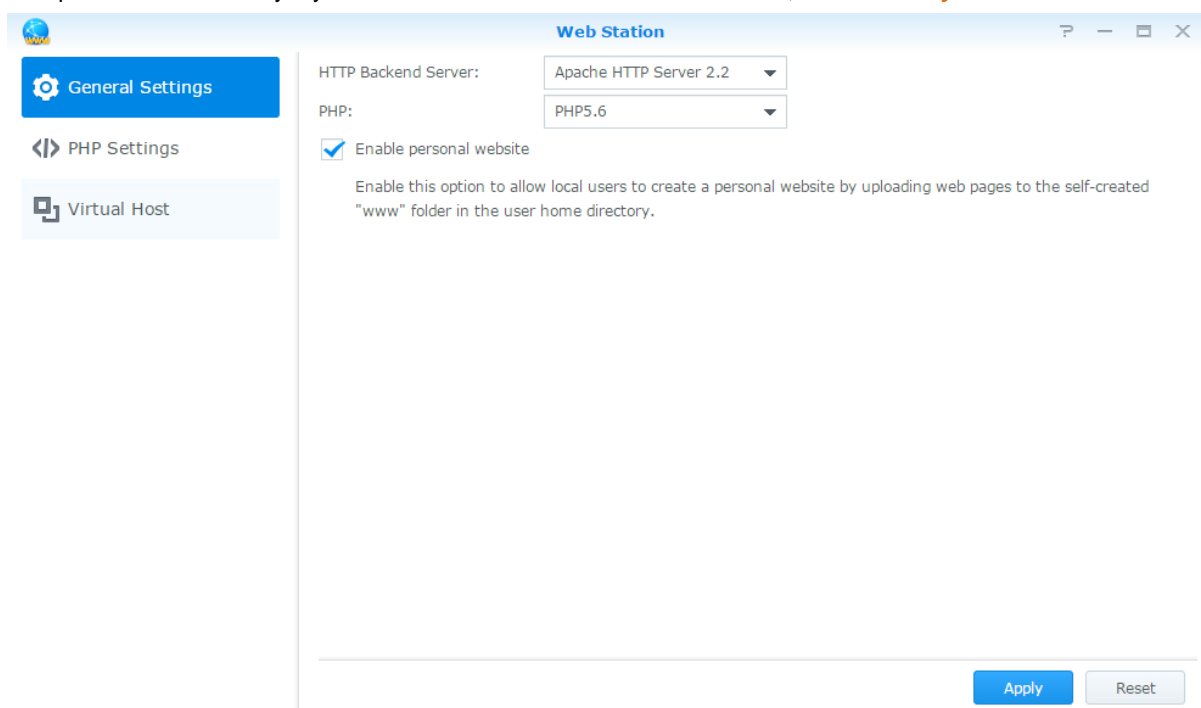 Web Station
General Settings
PHP Settings
Virtual Host
HTTP Backend Server: Apache HTTP Server 2.2
PHP: PHP5.6
Enable personal website
Enable this option to allow local users to create a personal website by uploading web pages to the self-created
"www" folder in the user home directory.
Apply Reset